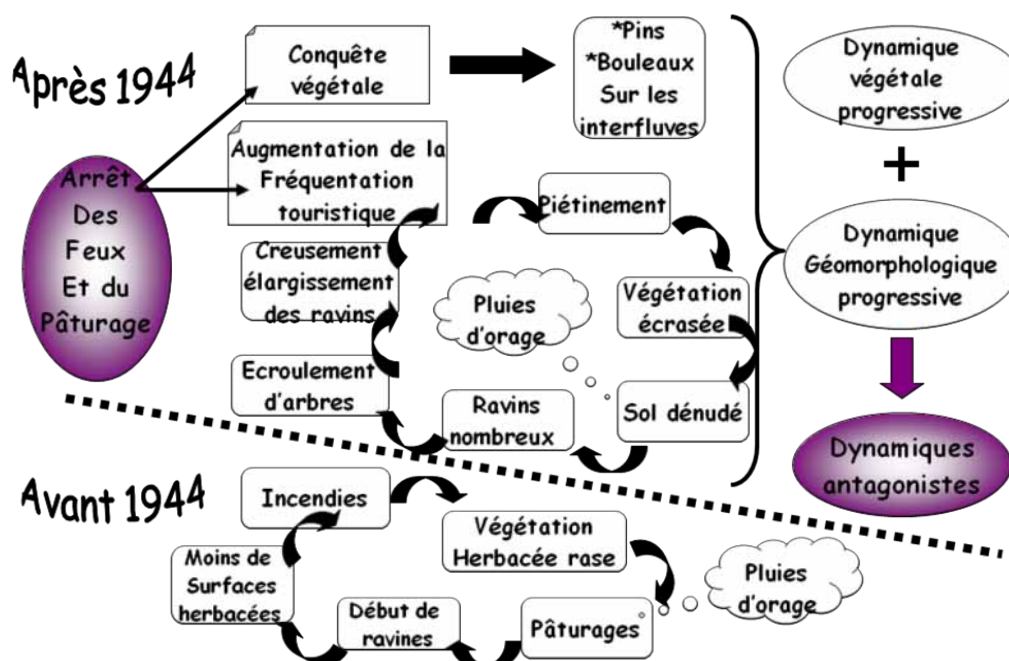 Après 1944
Conquête
végétale
*Pins
*Bouleaux
Sur les
interfluves
Dynamique
végétale
progressive
+
Arrêt
Des
Feux
Et du
Pâturage
Augmentation de la
Fréquentation
touristique
Piétinement
Creusement
élargissement
des ravins
Pluies
d'orage
Végétation
écrasée
Dynamique
Géomorphologique
progressive
Ecroulement
d'arbres
Ravins
nombreux
Sol dénudé
Dynamiques
antagonistes
Avant 1944
Incendies
Végétation
Herbacée rase
Moins de
Surfaces
herbacées
Début de
ravines
Pâturages
Pluies
d'orage